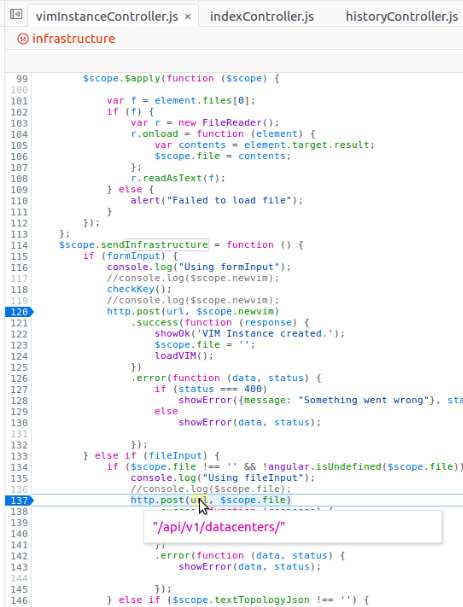 vimInstanceController.js × indexController.js historyController.js
infrastructure
99 $scope.$apply(function ($scope) {
100
101 var f = element.files[0];
102 if (f) {
103 var r = new FileReader();
104 r.onload = function (element) {
105 var contents = element.target.result;
106 $scope.file = contents;
107 };
108 r.readAsText(f);
109 } else {
110 alert("Failed to load file");
111 }
112 });
113 };
114 $scope.sendInfrastructure = function () {
115 if (formInput) {
116 console.log("Using formInput");
117 //console.log($scope.newvim);
118 checkKey();
119 //console.log($scope.newvim);
120 http.post(url, $scope.newvim)
121 .success(function (response) {
122 showOk('VIM Instance created.');
123 $scope.file = '';
124 loadVIM();
125 })
126 .error(function (data, status) {
127 if (status === 400)
128 showError({message: "Something went wrong"}, sta
129 else
130 showError(data, status);
131
132 });
133 } else if (fileInput) {
134 if ($scope.file !== '' && !angular.isUndefined($scope.file))
135 console.log("Using fileInput");
136 //console.log($scope.file);
137 http.post(url, $scope.file)
138
139 "/api/v1/datacenters/"
140
141 })
142 .error(function (data, status) {
143 showError(data, status);
144
145 });
146 } else if ($scope.textTopologyJson !== '') {